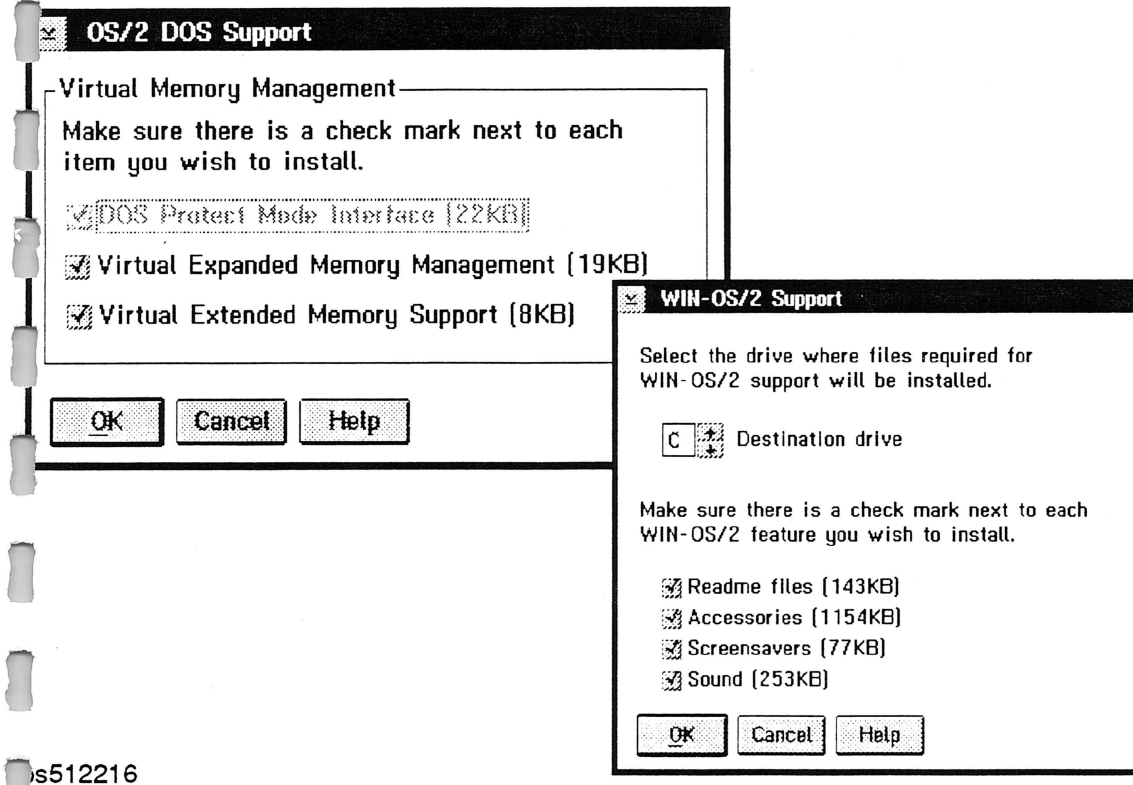 OS/2 DOS Support
Virtual Memory Management
Make sure there is a check mark next to each
item you wish to install.
DOS Protect Mode Interface (22KB)
Virtual Expanded Memory Management (19KB)
Virtual Extended Memory Support (8KB)
OK Cancel Help
WIN-OS/2 Support
Select the drive where files required for
WIN-OS/2 support will be installed.
C Destination drive
Make sure there is a check mark next to each
WIN-OS/2 feature you wish to install.
Readme files (143KB)
Accessories (1154KB)
Screensavers (77KB)
Sound (253KB)
OK Cancel Help
s512216